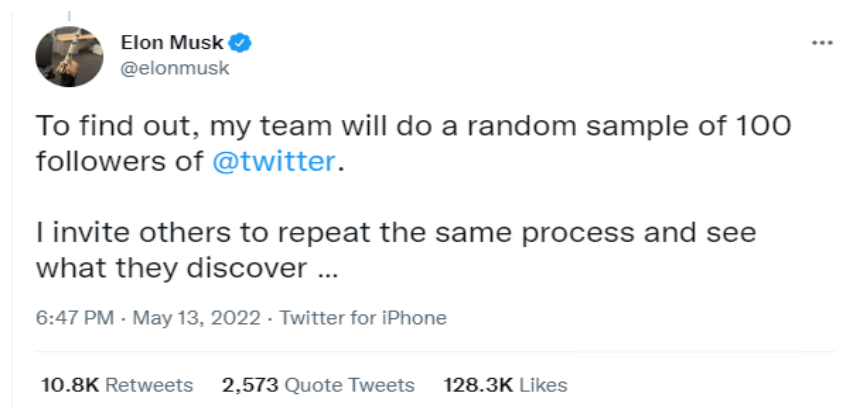 Elon Musk
@elonmusk
To find out, my team will do a random sample of 100
followers of @twitter.
I invite others to repeat the same process and see
what they discover ...
6:47 PM · May 13, 2022 · Twitter for iPhone
10.8K Retweets 2,573 Quote Tweets 128.3K Likes